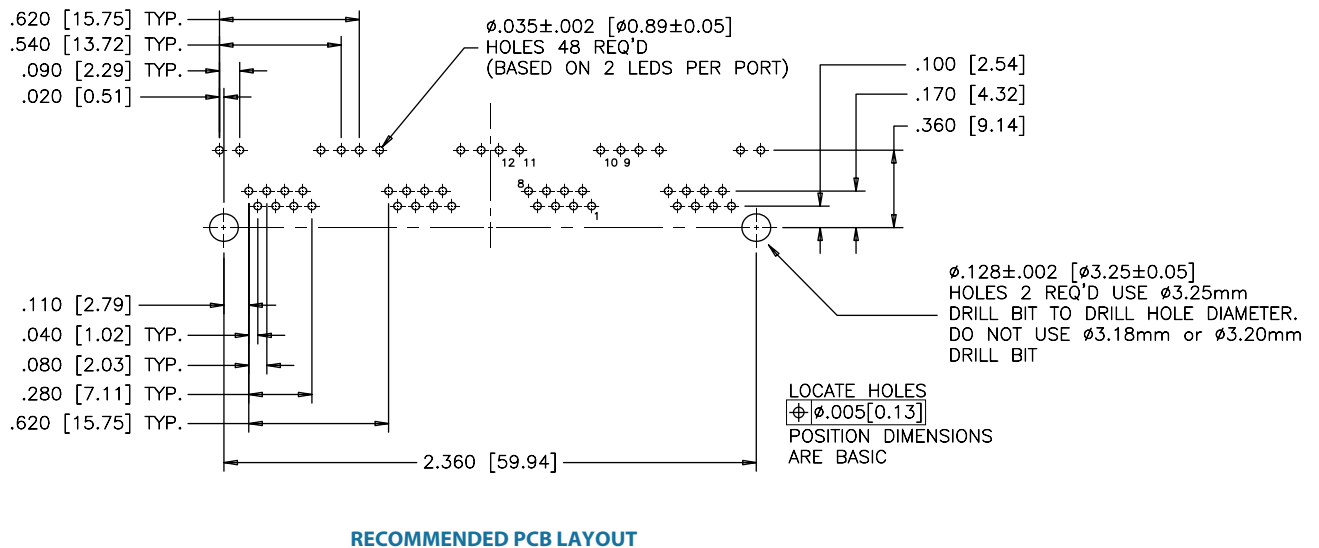 .620 [15.75] TYP.
.540 [13.72] TYP.
.090 [2.29] TYP.
.020 [0.51]
ø.035±.002 [ø0.89±0.05]
HOLES 48 REQ'D
(BASED ON 2 LEDS PER PORT)
.100 [2.54]
.170 [4.32]
.360 [9.14]
12 11
10 9
8
1
.110 [2.79]
.040 [1.02] TYP.
.080 [2.03] TYP.
.280 [7.11] TYP.
.620 [15.75] TYP.
2.360 [59.94]
ø.128±.002 [ø3.25±0.05]
HOLES 2 REQ'D USE ø3.25mm
DRILL BIT TO DRILL HOLE DIAMETER.
DO NOT USE ø3.18mm or ø3.20mm
DRILL BIT
LOCATE HOLES
⌖ ø.005[0.13]
POSITION DIMENSIONS
ARE BASIC
RECOMMENDED PCB LAYOUT